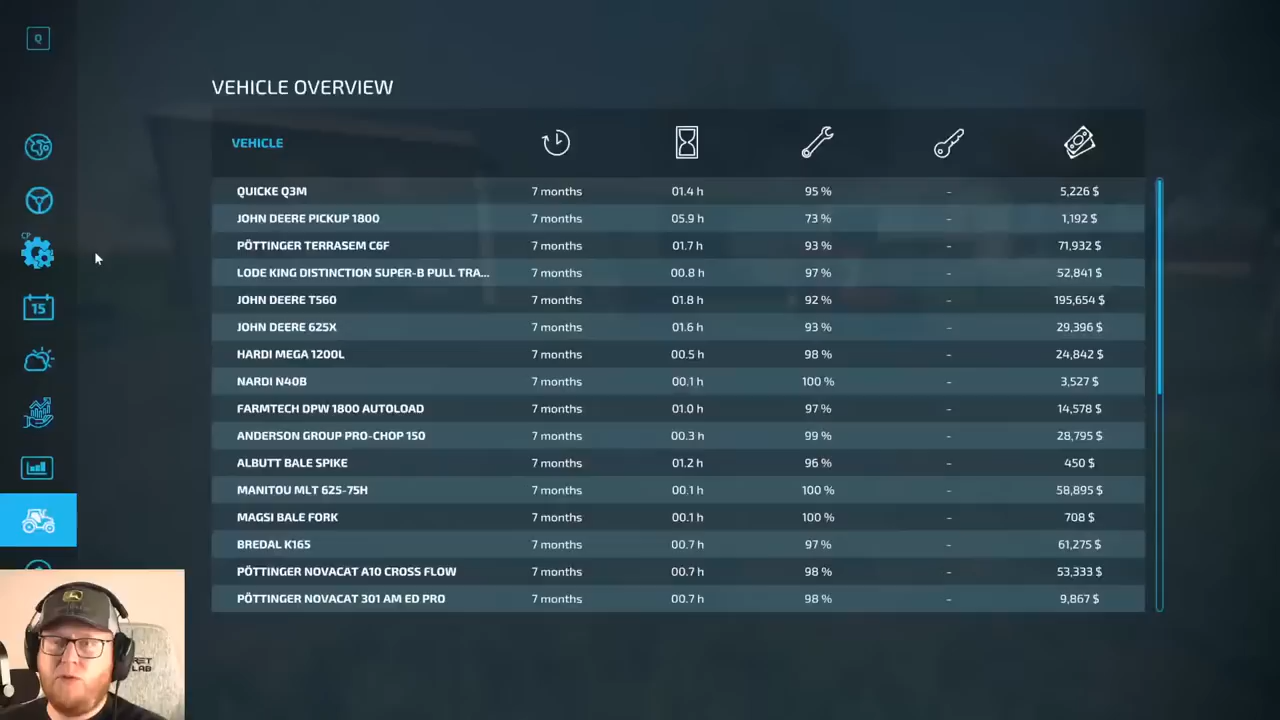 Q
VEHICLE OVERVIEW
VEHICLE
QUICKE Q3M 7 months 01.4 h 95 % - 5,226 $
JOHN DEERE PICKUP 1800 7 months 05.9 h 73 % - 1,192 $
PÖTTINGER TERRASEM C6F 7 months 01.7 h 93 % - 71,932 $
CP
LODE KING DISTINCTION SUPER-B PULL TRA... 7 months 00.8 h 97 % - 52,841 $
JOHN DEERE T560 7 months 01.8 h 92 % - 195,654 $
15
JOHN DEERE 625X 7 months 01.6 h 93 % - 29,396 $
HARDI MEGA 1200L 7 months 00.5 h 98 % - 24,842 $
NARDI N40B 7 months 00.1 h 100 % - 3,527 $
FARMTECH DPW 1800 AUTOLOAD 7 months 01.0 h 97 % - 14,578 $
ANDERSON GROUP PRO-CHOP 150 7 months 00.3 h 99 % - 28,795 $
ALBUTT BALE SPIKE 7 months 01.2 h 96 % - 450 $
MANITOU MLT 625-75H 7 months 00.1 h 100 % - 58,895 $
MAGSI BALE FORK 7 months 00.1 h 100 % - 708 $
BREDAL K165 7 months 00.7 h 97 % - 61,275 $
PÖTTINGER NOVACAT A10 CROSS FLOW 7 months 00.7 h 98 % - 53,333 $
PÖTTINGER NOVACAT 301 AM ED PRO 7 months 00.7 h 98 % - 9,867 $
RET
LAB